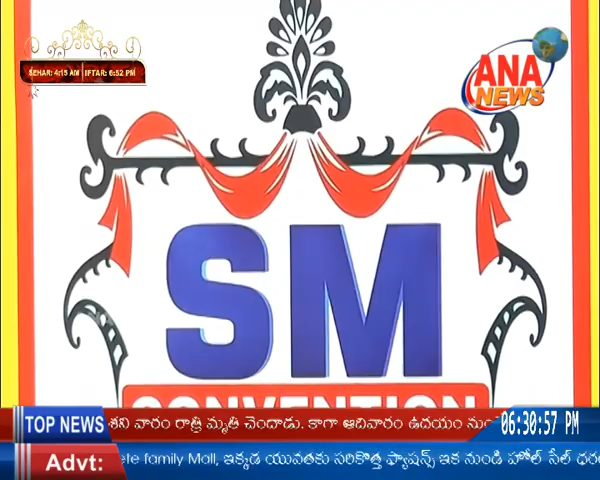 SEHAR: 4:15 AM IFTAR: 6:52 PM
ANA
NEWS
SM
CONVENTION
TOP NEWS
శని వారం రాత్రి మృతి చెందాడు. కాగా ఆదివారం ఉదయం
06:30:57 PM
Advt:
family Mall, ఇక్కడ యువతకు సరికొత్త ఫ్యాషన్స్ ఇక నుండి హోల్ సేల్